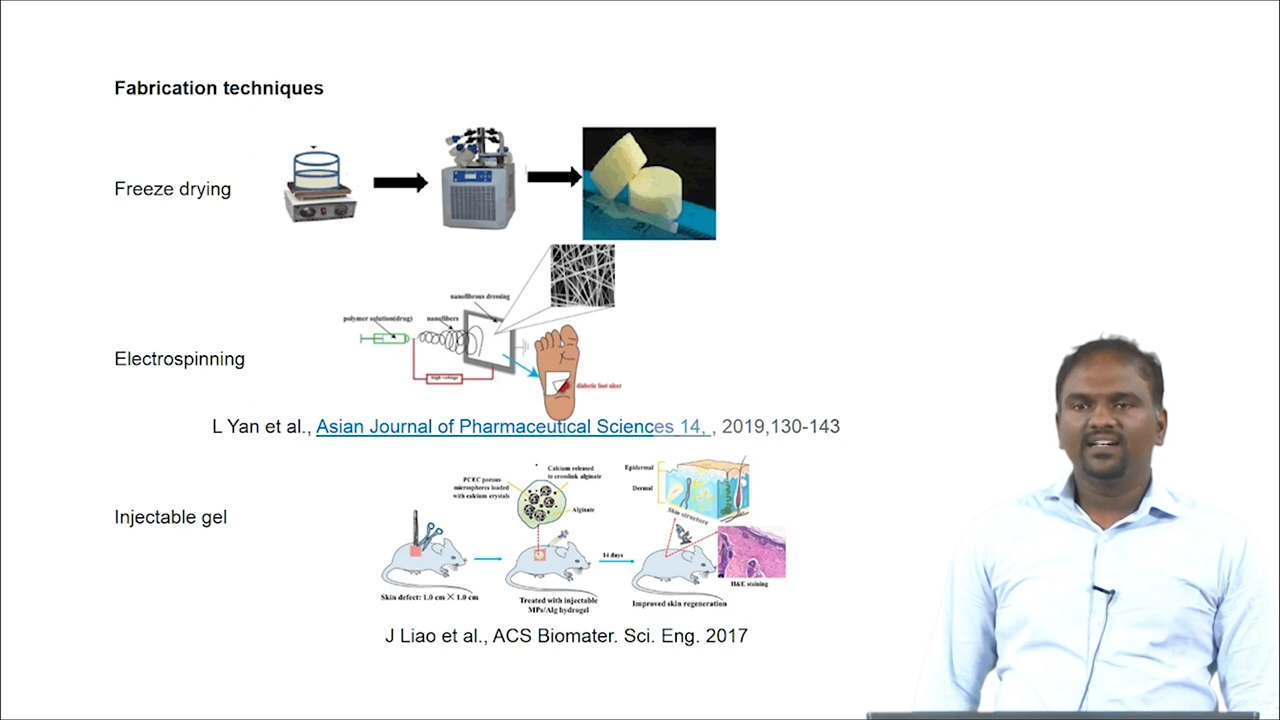 Fabrication techniques
Freeze drying
nanofibrous dressing
polymer solution(drug)
nanofibers
high voltage
diabetic foot ulcer
Electrospinning
L Yan et al., Asian Journal of Pharmaceutical Sciences 14, , 2019,130-143
Calcium released
to crosslink alginate
PCEC porous
microspheres loaded
with calcium crystals
Alginate
Epidermal
Dermal
Skin structure
Injectable gel
14 days
H&E staining
Skin defect: 1.0 cm × 1.0 cm
Treated with injectable
MPs/Alg hydrogel
Improved skin regeneration
J Liao et al., ACS Biomater. Sci. Eng. 2017